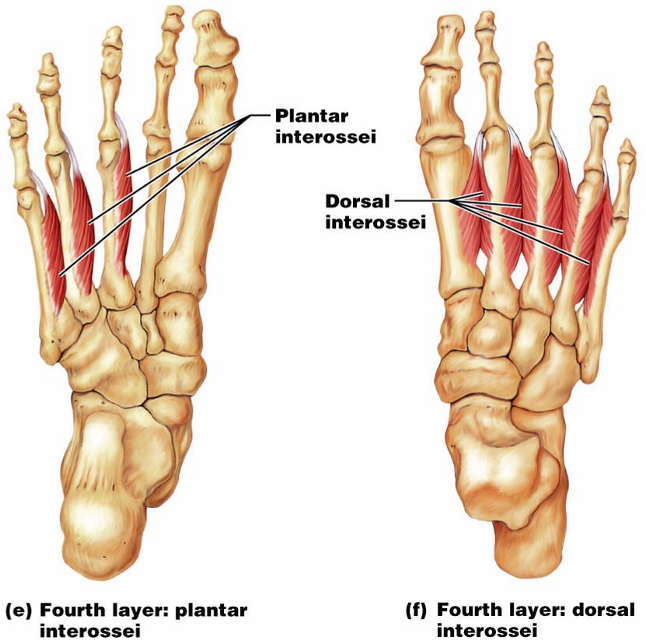 Plantar
interossei
Dorsal
interossei
(e) Fourth layer: plantar
interossei
(f) Fourth layer: dorsal
interossei